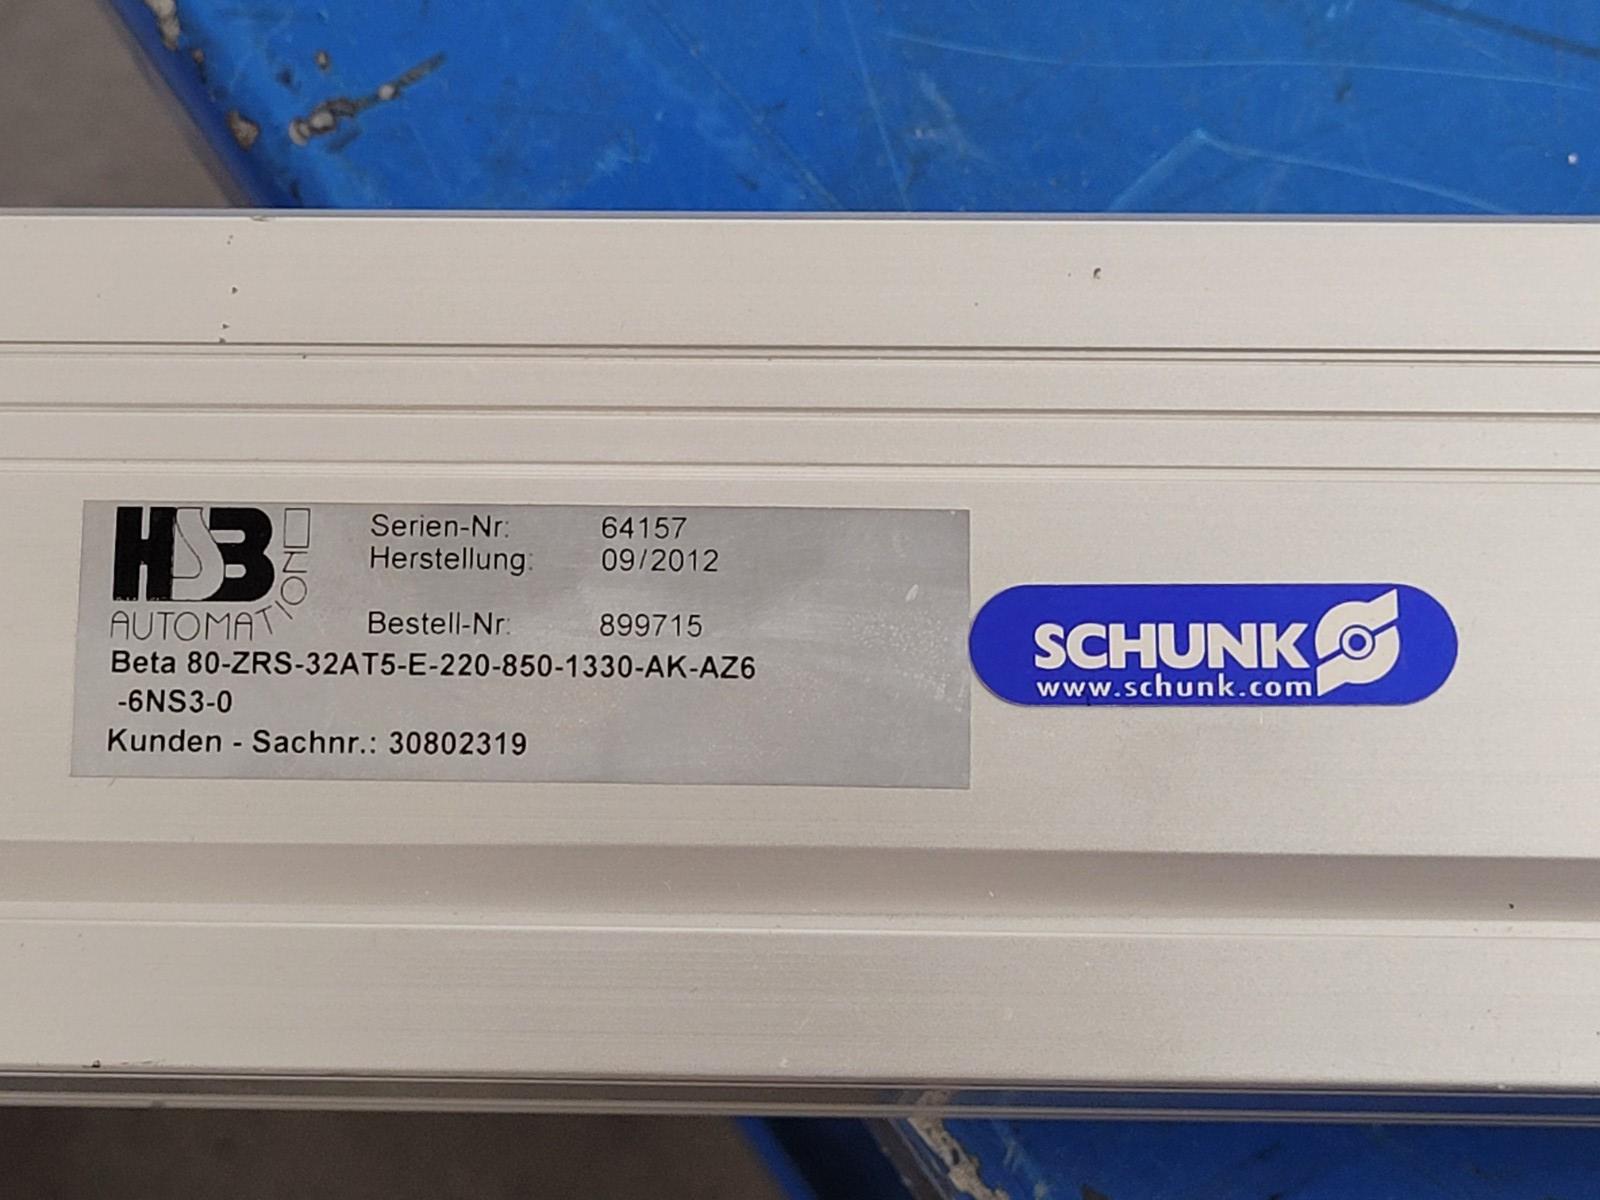 HSB
AUTOMATION
Serien-Nr: 64157
Herstellung: 09/2012
Bestell-Nr: 899715
Beta 80-ZRS-32AT5-E-220-850-1330-AK-AZ6
-6NS3-0
Kunden - Sachnr.: 30802319
SCHUNK
www.schunk.com